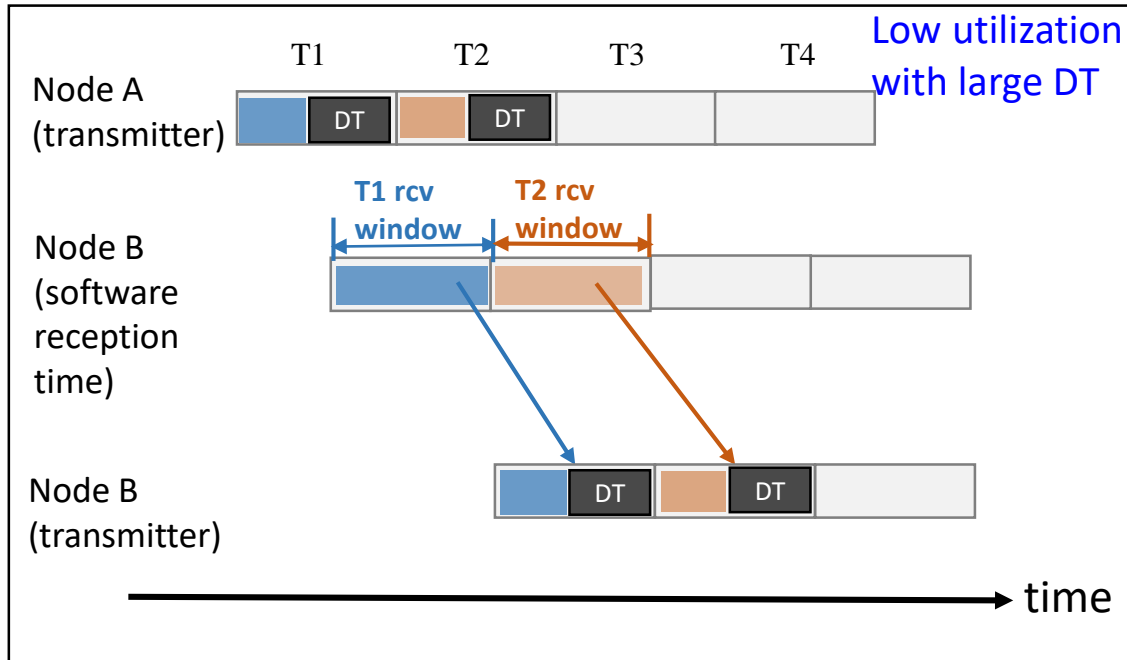 T1 T2 T3 T4
Low utilization
with large DT
Node A
(transmitter)
DT DT
T1 rcv
window
T2 rcv
window
Node B
(software
reception
time)
Node B
(transmitter)
DT DT
time